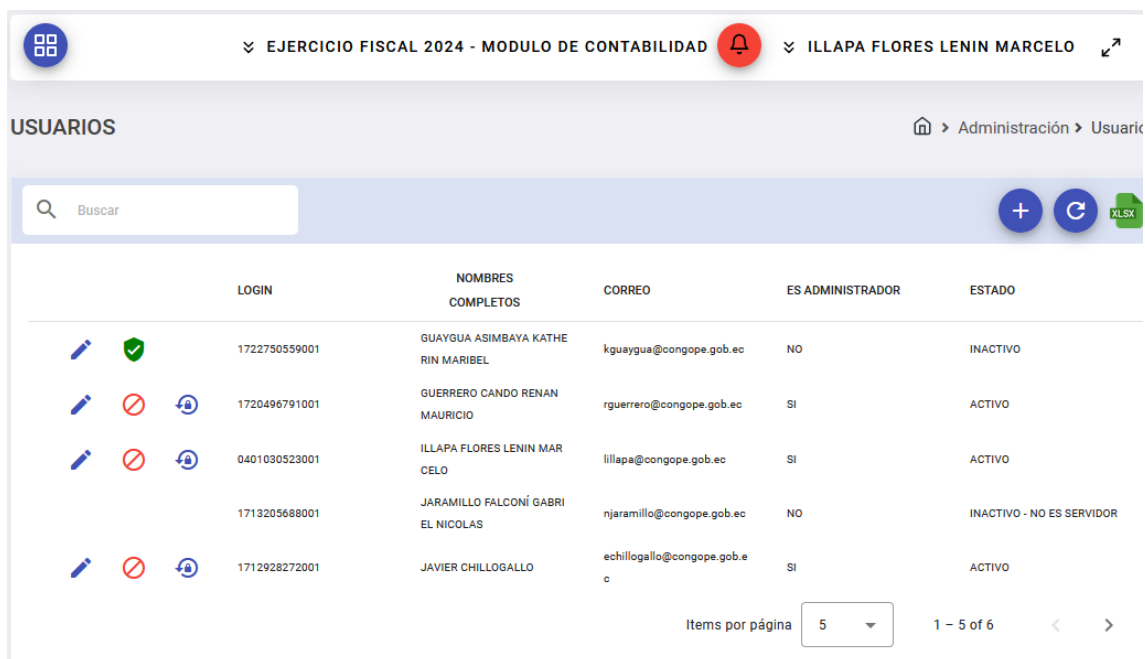 EJERCICIO FISCAL 2024 - MODULO DE CONTABILIDAD ILLAPA FLORES LENIN MARCELO
USUARIOS Administración Usuario
Buscar XLSX
LOGIN NOMBRES COMPLETOS CORREO ES ADMINISTRADOR ESTADO
1722750559001 GUAYGUA ASIMBAYA KATHE kguaygua@congope.gob.ec NO INACTIVO
RIN MARIBEL
1720496791001 GUERRERO CANDO RENAN rguerrero@congope.gob.ec SI ACTIVO
MAURICIO
0401030523001 ILLAPA FLORES LENIN MAR lillapa@congope.gob.ec SI ACTIVO
CELO
1713205688001 JARAMILLO FALCONÍ GABRI njaramillo@congope.gob.ec NO INACTIVO - NO ES SERVIDOR
EL NICOLAS
1712928272001 JAVIER CHILLOGALLO echillogallo@congope.gob.e SI ACTIVO
c
Items por página 5 1 – 5 of 6